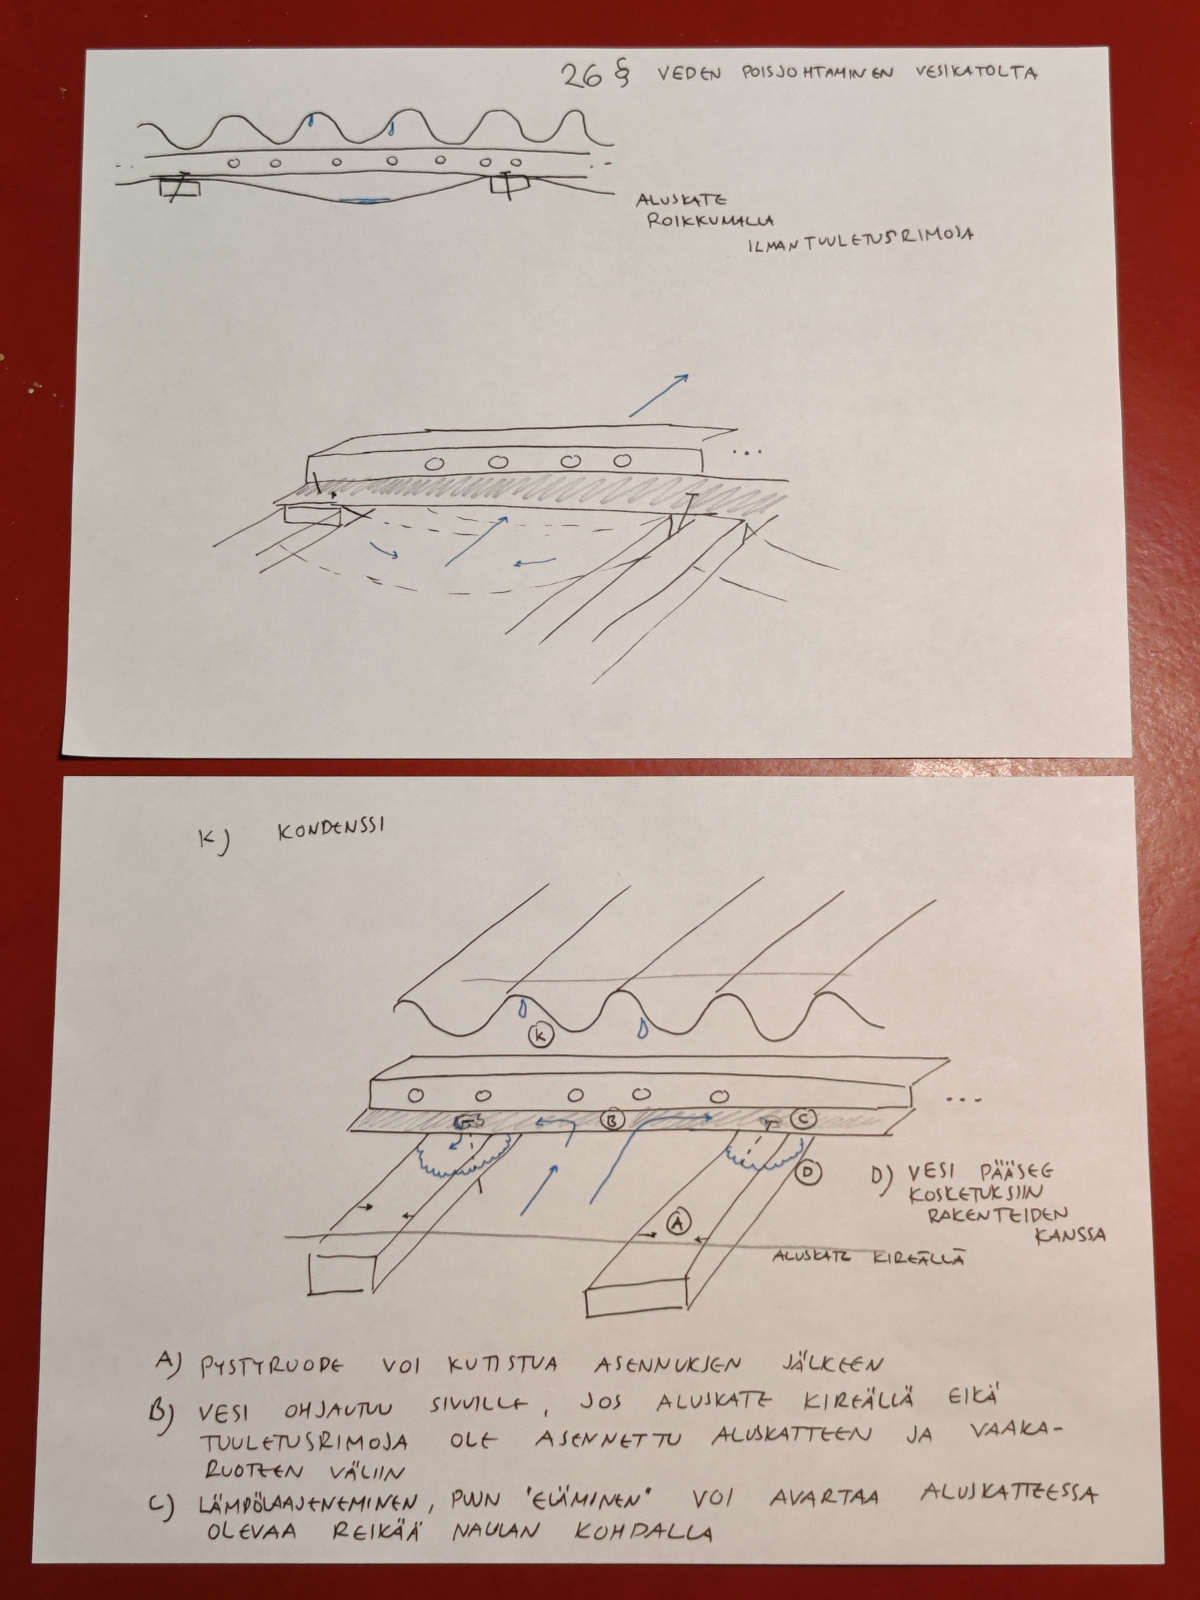 26 § VEDEN POISJOHTAMINEN VESIKATOLTA
ALUSKATE
ROIKKUMALLA
ILMAN TUULETUSRIMOJA
...
K) KONDENSSI
K
...
B
C
D
D) VESI PÄÄSEE
KOSKETUKSIIN
RAKENTEIDEN
KANSSA
A
ALUSKATE KIREÄLLÄ
A) PYSTYRUODE VOI KUTISTUA ASENNUKSEN JÄLKEEN
B) VESI OHJAUTUU SIVUILLE, JOS ALUSKATE KIREÄLLÄ EIKÄ
TUULETUSRIMOJA OLE ASENNETTU ALUSKATTEEN JA VAAKA-
RUOTEEN VÄLIIN
C) LÄMPÖLAAJENEMINEN, PUUN "ELÄMINEN" VOI AVARTAA ALUSKATTEESSA
OLEVAA REIKÄÄ NAULAN KOHDALLA